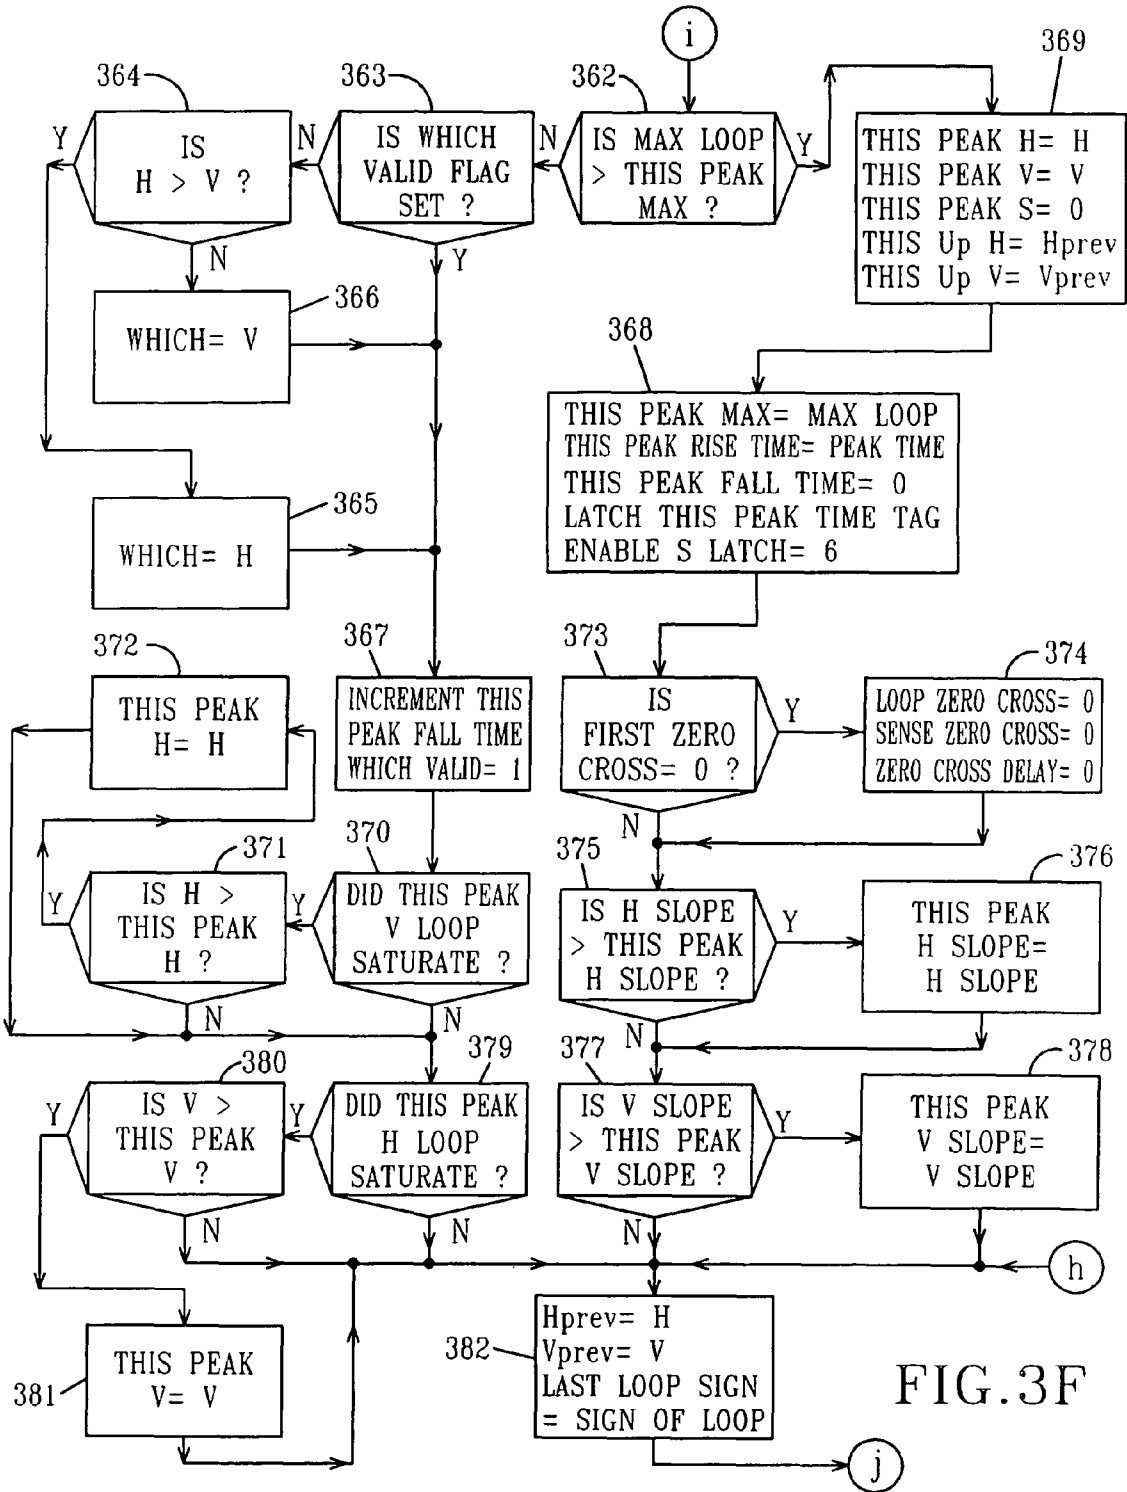 i
364
363
362
369
Y
IS
H > V ?
N
IS WHICH
VALID FLAG
SET ?
N
IS MAX LOOP
> THIS PEAK
MAX ?
Y
THIS PEAK H= H
THIS PEAK V= V
THIS PEAK S= 0
THIS Up H= Hprev
THIS Up V= Vprev
N
Y
366
WHICH= V
368
THIS PEAK MAX= MAX LOOP
THIS PEAK RISE TIME= PEAK TIME
THIS PEAK FALL TIME= 0
LATCH THIS PEAK TIME TAG
ENABLE S LATCH= 6
365
WHICH= H
372
THIS PEAK
H= H
367
INCREMENT THIS
PEAK FALL TIME
WHICH VALID= 1
373
IS
FIRST ZERO
CROSS= 0 ?
Y
N
374
LOOP ZERO CROSS= 0
SENSE ZERO CROSS= 0
ZERO CROSS DELAY= 0
371
Y
IS H >
THIS PEAK
H ?
N
370
Y
DID THIS PEAK
V LOOP
SATURATE ?
N
375
IS H SLOPE
> THIS PEAK
H SLOPE ?
Y
N
376
THIS PEAK
H SLOPE=
H SLOPE
380
Y
IS V >
THIS PEAK
V ?
N
379
Y
DID THIS PEAK
H LOOP
SATURATE ?
N
377
IS V SLOPE
> THIS PEAK
V SLOPE ?
Y
N
378
THIS PEAK
V SLOPE=
V SLOPE
h
381
THIS PEAK
V= V
382
Hprev= H
Vprev= V
LAST LOOP SIGN
= SIGN OF LOOP
FIG.3F
j